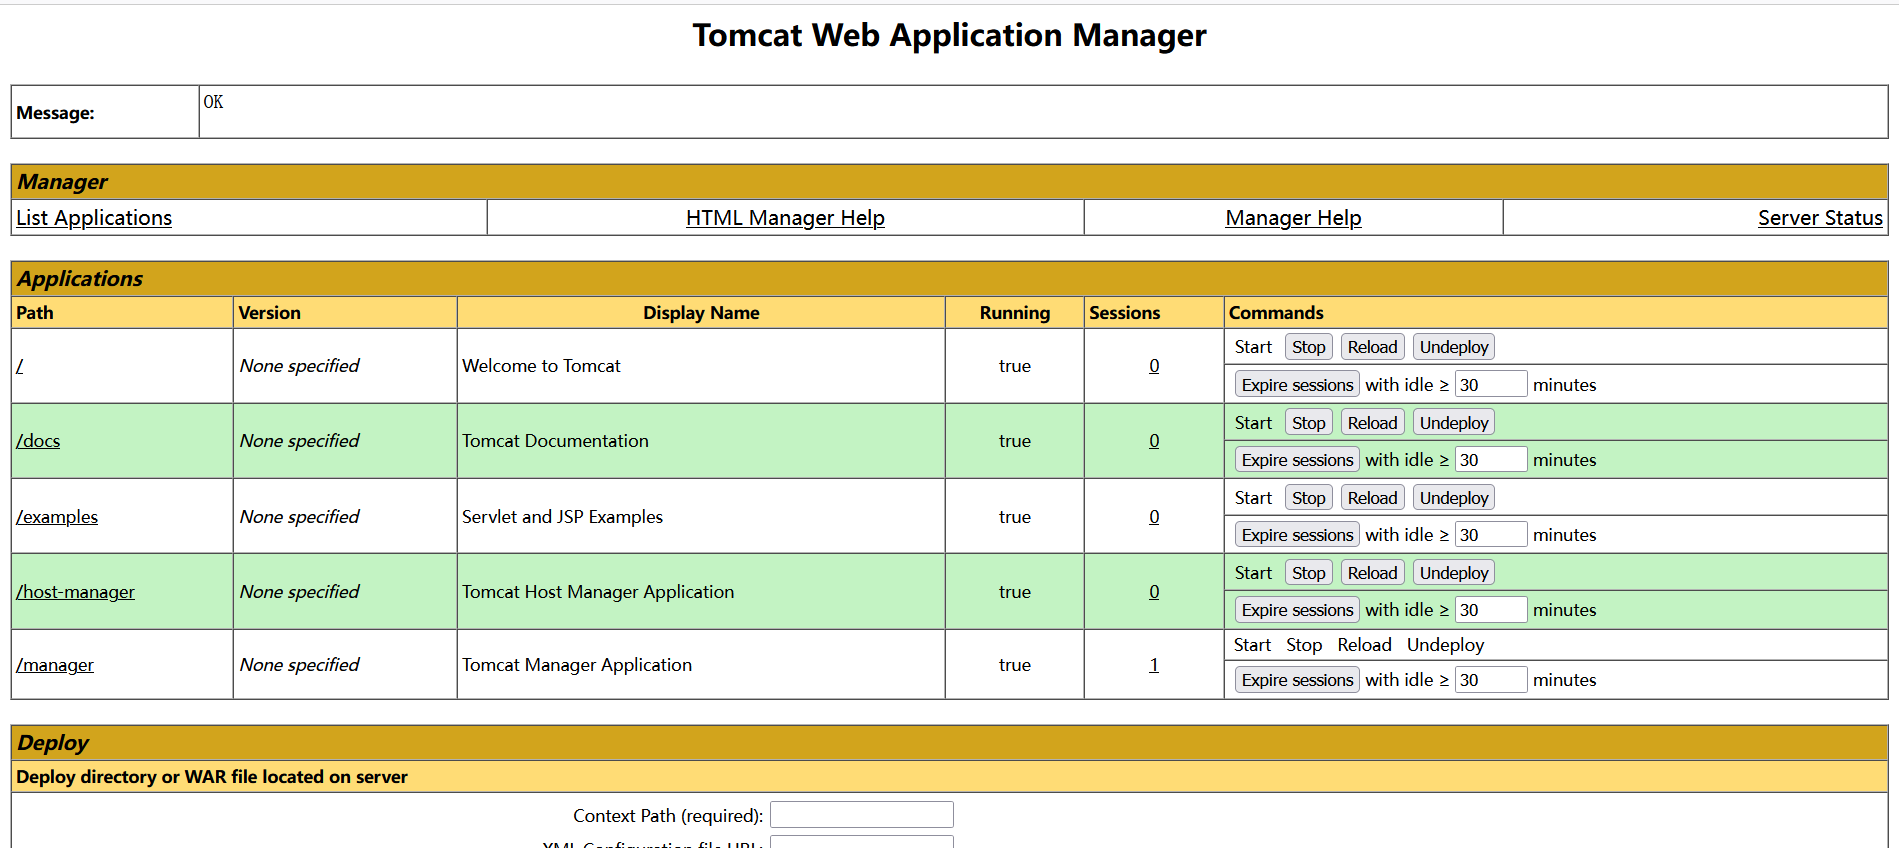 Tomcat Web Application Manager
Message: OK
Manager
List Applications HTML Manager Help Manager Help Server Status
Applications
Path Version Display Name Running Sessions Commands
/ None specified Welcome to Tomcat true 0 Start Stop Reload Undeploy
Expire sessions with idle ≥ 30 minutes
/docs None specified Tomcat Documentation true 0 Start Stop Reload Undeploy
Expire sessions with idle ≥ 30 minutes
/examples None specified Servlet and JSP Examples true 0 Start Stop Reload Undeploy
Expire sessions with idle ≥ 30 minutes
/host-manager None specified Tomcat Host Manager Application true 0 Start Stop Reload Undeploy
Expire sessions with idle ≥ 30 minutes
/manager None specified Tomcat Manager Application true 1 Start Stop Reload Undeploy
Expire sessions with idle ≥ 30 minutes
Deploy
Deploy directory or WAR file located on server
Context Path (required):
XML Configuration file URL: